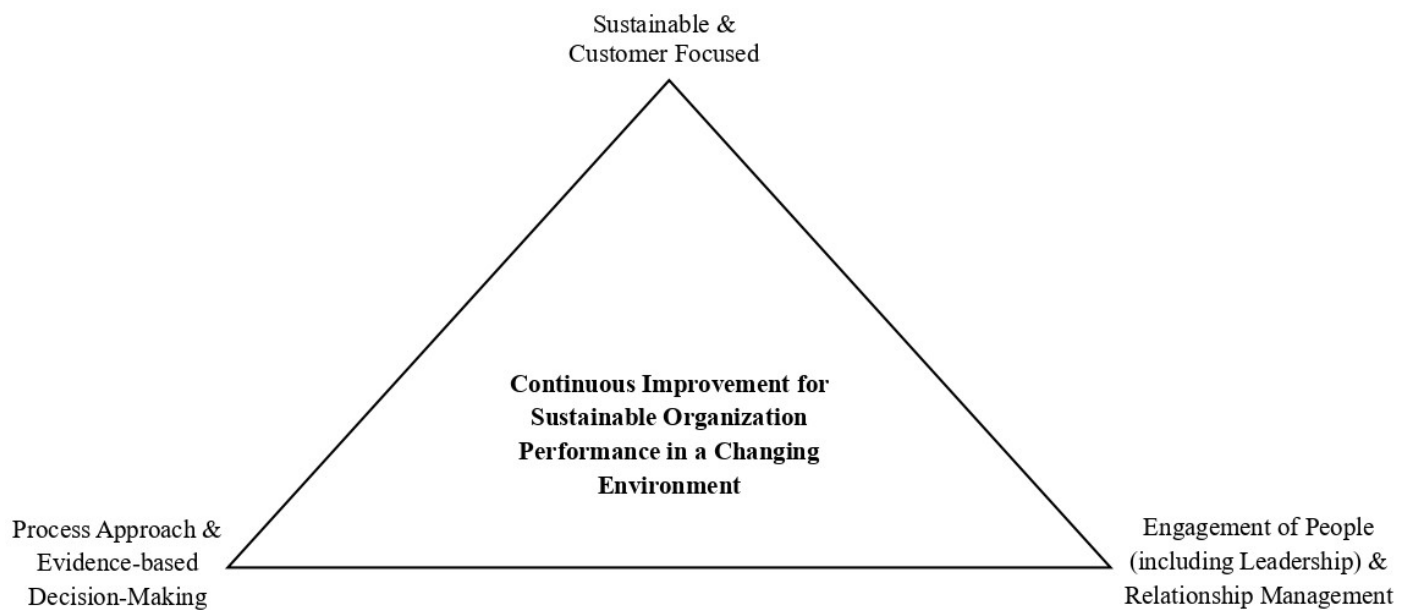 Sustainable &
Customer Focused
Continuous Improvement for
Sustainable Organization
Performance in a Changing
Environment
Process Approach &
Evidence-based
Decision-Making
Engagement of People
(including Leadership) &
Relationship Management